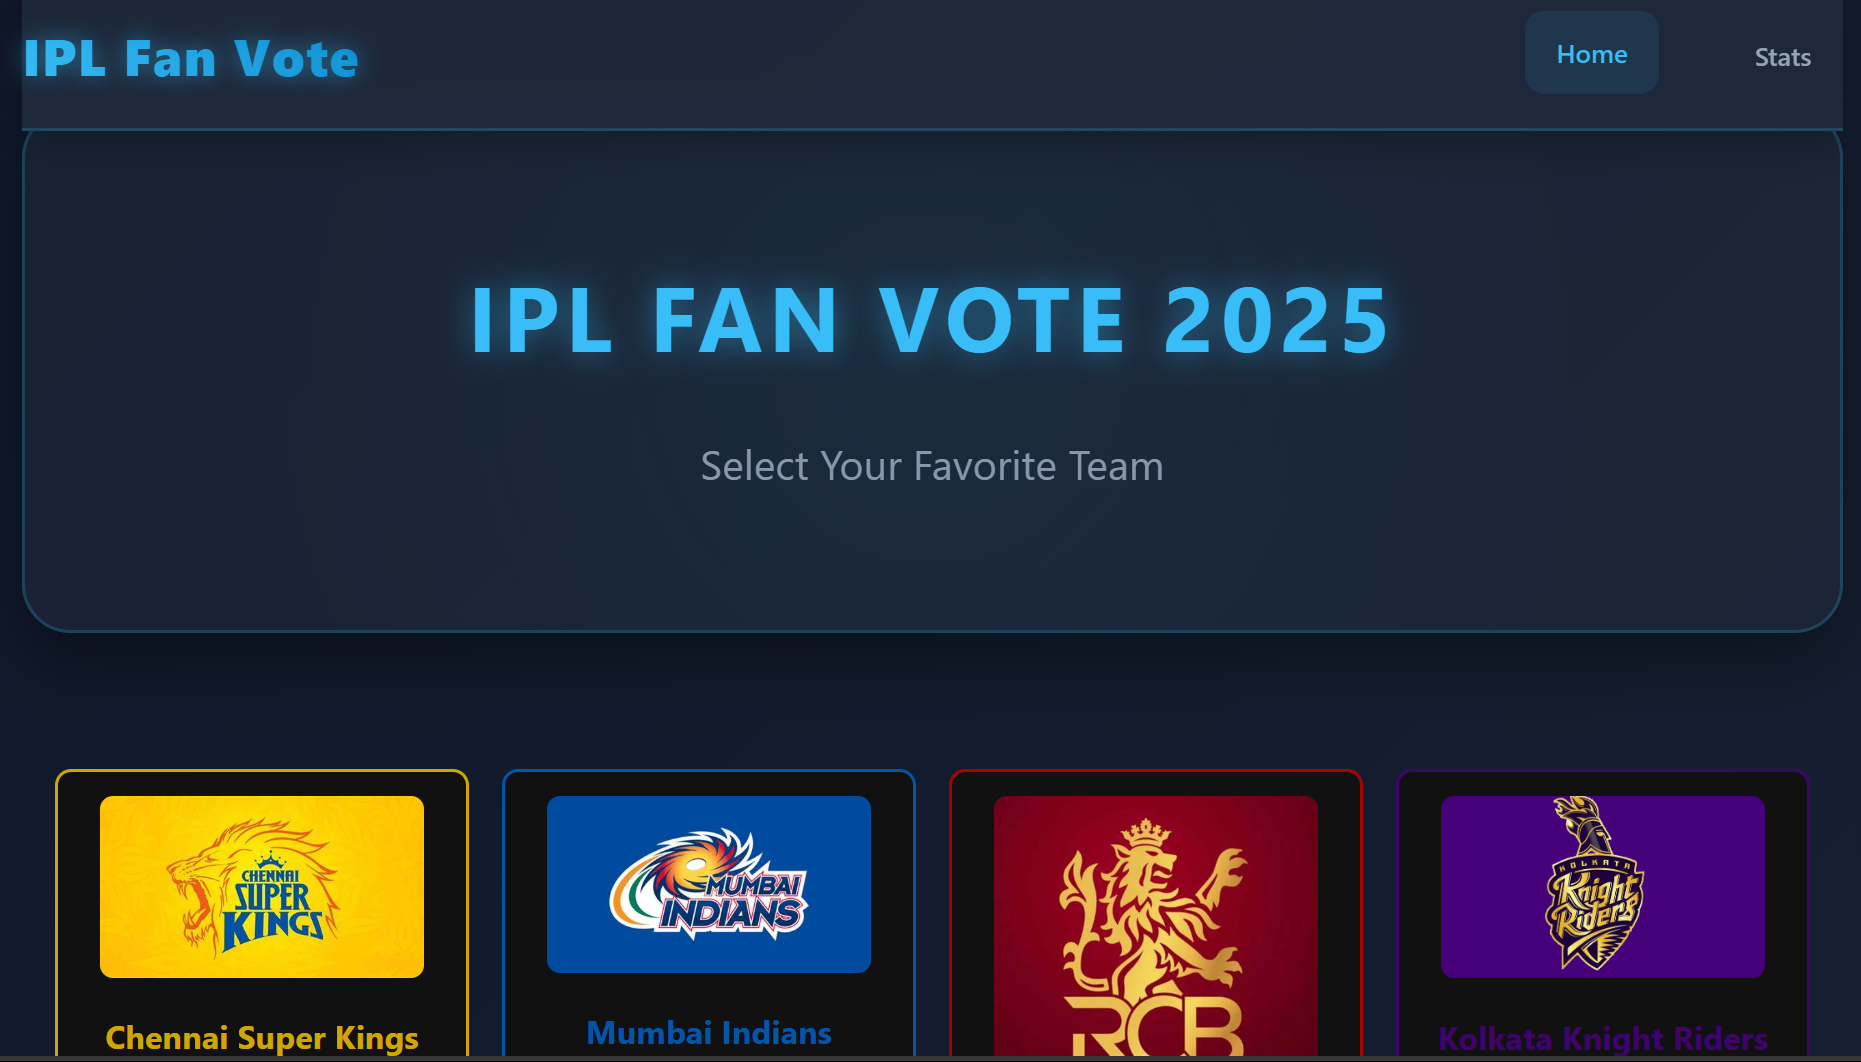 IPL Fan Vote
Home
Stats
IPL FAN VOTE 2025
Select Your Favorite Team
CHENNAI
SUPER
KINGS
MUMBAI
INDIANS
RCB
KOLKATA
Knight
Riders
Chennai Super Kings
Mumbai Indians
Kolkata Knight Riders